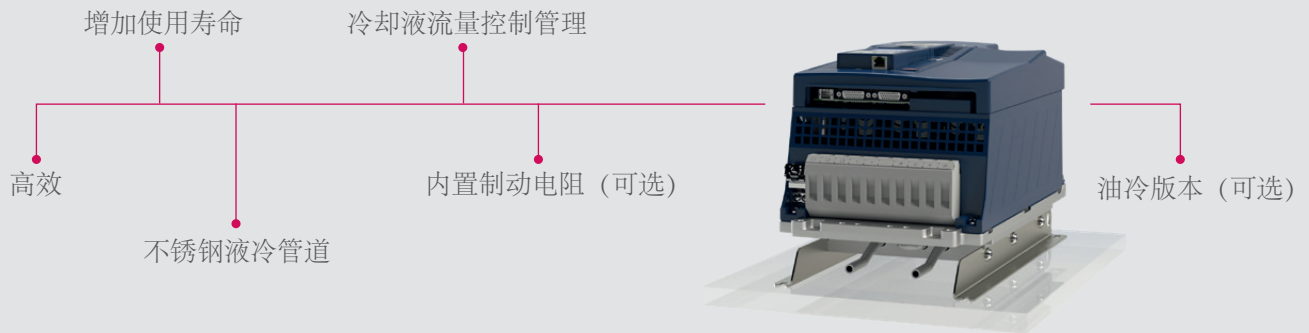 增加使用寿命
冷却液流量控制管理
高效
内置制动电阻 (可选)
油冷版本 (可选)
不锈钢液冷管道